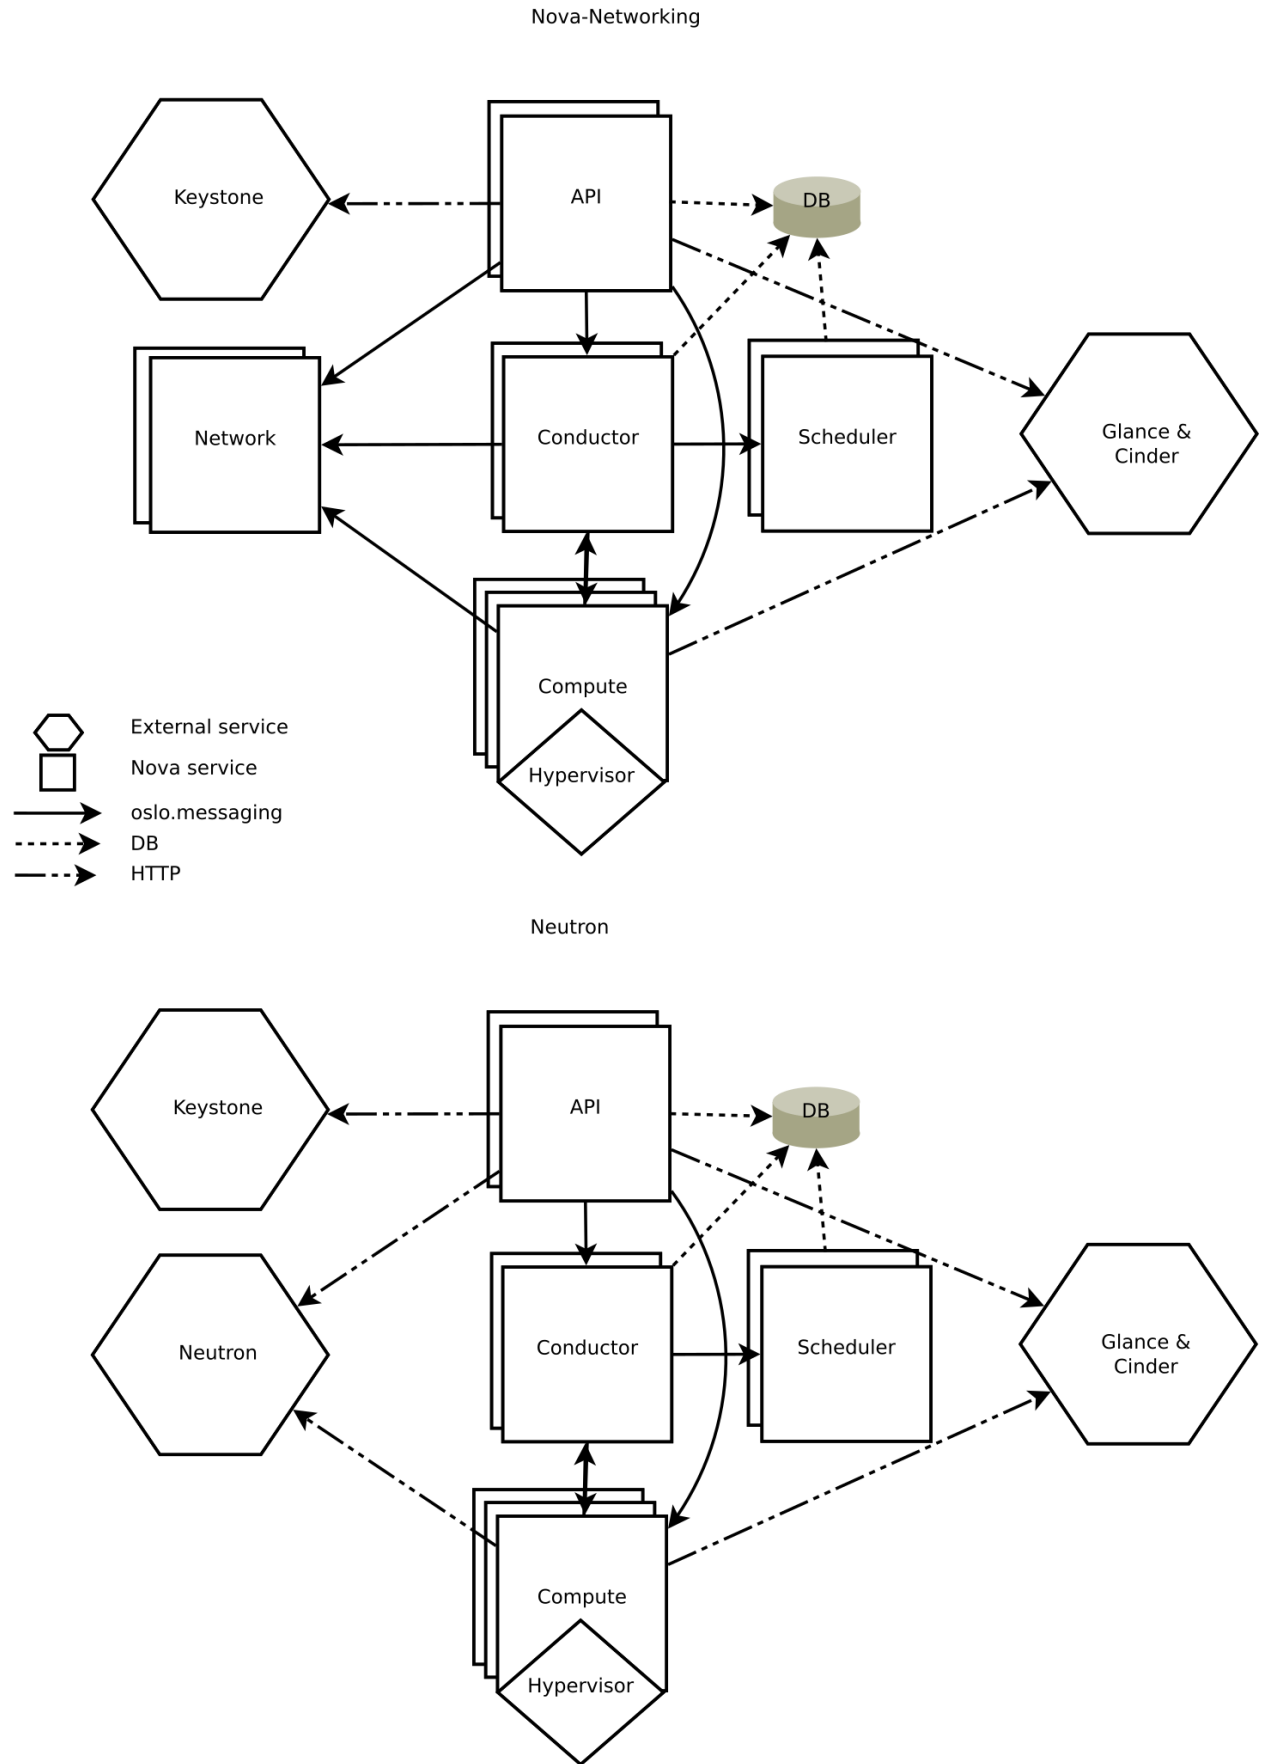 Nova-Networking
Keystone
API
DB
Network
Conductor
Scheduler
Glance &
Cinder
Compute
Hypervisor
External service
Nova service
oslo.messaging
DB
HTTP
Neutron
Keystone
API
DB
Neutron
Conductor
Scheduler
Glance &
Cinder
Compute
Hypervisor